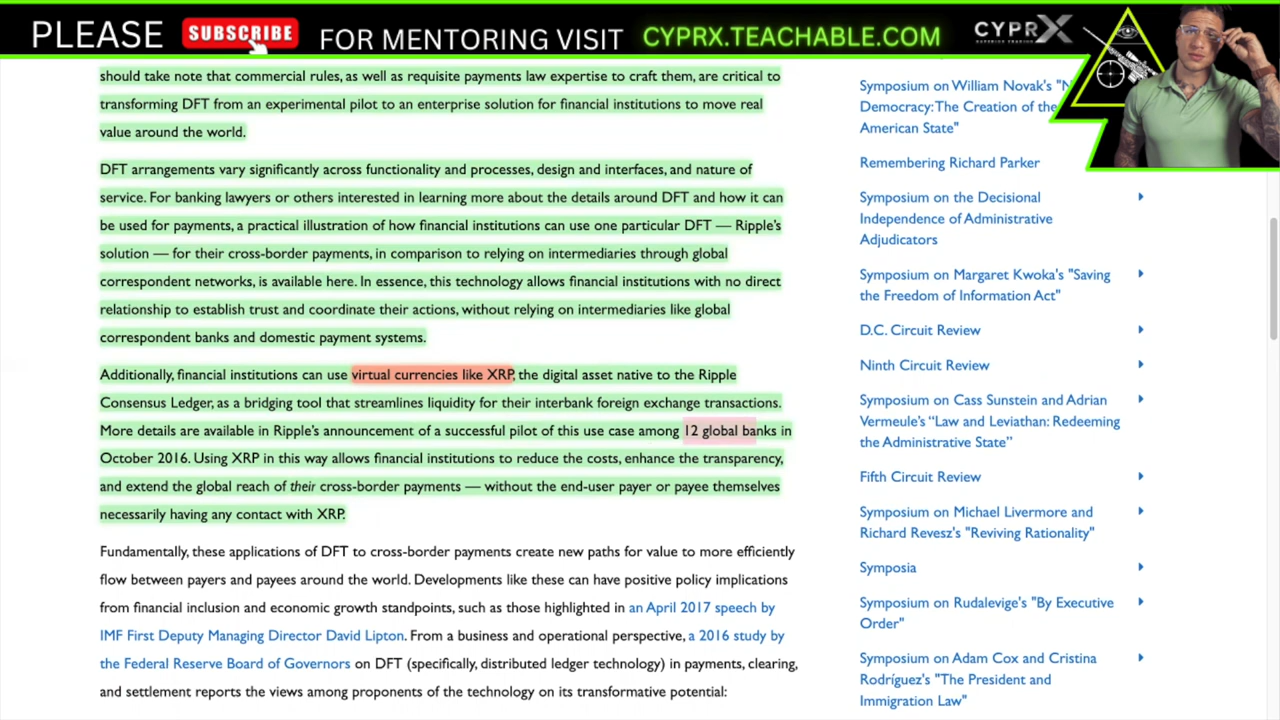 PLEASE SUBSCRIBE FOR MENTORING VISIT CYPRX.TEACHABLE.COM CYPRX
should take note that commercial rules, as well as requisite payments law expertise to craft them, are critical to
transforming DFT from an experimental pilot to an enterprise solution for financial institutions to move real
value around the world.
DFT arrangements vary significantly across functionality and processes, design and interfaces, and nature of
service. For banking lawyers or others interested in learning more about the details around DFT and how it can
be used for payments, a practical illustration of how financial institutions can use one particular DFT — Ripple's
solution — for their cross-border payments, in comparison to relying on intermediaries through global
correspondent networks, is available here. In essence, this technology allows financial institutions with no direct
relationship to establish trust and coordinate their actions, without relying on intermediaries like global
correspondent banks and domestic payment systems.
Additionally, financial institutions can use virtual currencies like XRP, the digital asset native to the Ripple
Consensus Ledger, as a bridging tool that streamlines liquidity for their interbank foreign exchange transactions.
More details are available in Ripple's announcement of a successful pilot of this use case among 12 global banks in
October 2016. Using XRP in this way allows financial institutions to reduce the costs, enhance the transparency,
and extend the global reach of their cross-border payments — without the end-user payer or payee themselves
necessarily having any contact with XRP.
Fundamentally, these applications of DFT to cross-border payments create new paths for value to more efficiently
flow between payers and payees around the world. Developments like these can have positive policy implications
from financial inclusion and economic growth standpoints, such as those highlighted in an April 2017 speech by
IMF First Deputy Managing Director David Lipton. From a business and operational perspective, a 2016 study by
the Federal Reserve Board of Governors on DFT (specifically, distributed ledger technology) in payments, clearing,
and settlement reports the views among proponents of the technology on its transformative potential:
Symposium on William Novak's
Democracy: The Creation of the
American State"
Remembering Richard Parker
Symposium on the Decisional
Independence of Administrative
Adjudicators
Symposium on Margaret Kwoka's "Saving
the Freedom of Information Act"
D.C. Circuit Review
Ninth Circuit Review
Symposium on Cass Sunstein and Adrian
Vermeule's “Law and Leviathan: Redeeming
the Administrative State”
Fifth Circuit Review
Symposium on Michael Livermore and
Richard Revesz's "Reviving Rationality"
Symposia
Symposium on Rudalevige's "By Executive
Order"
Symposium on Adam Cox and Cristina
Rodríguez's "The President and
Immigration Law"